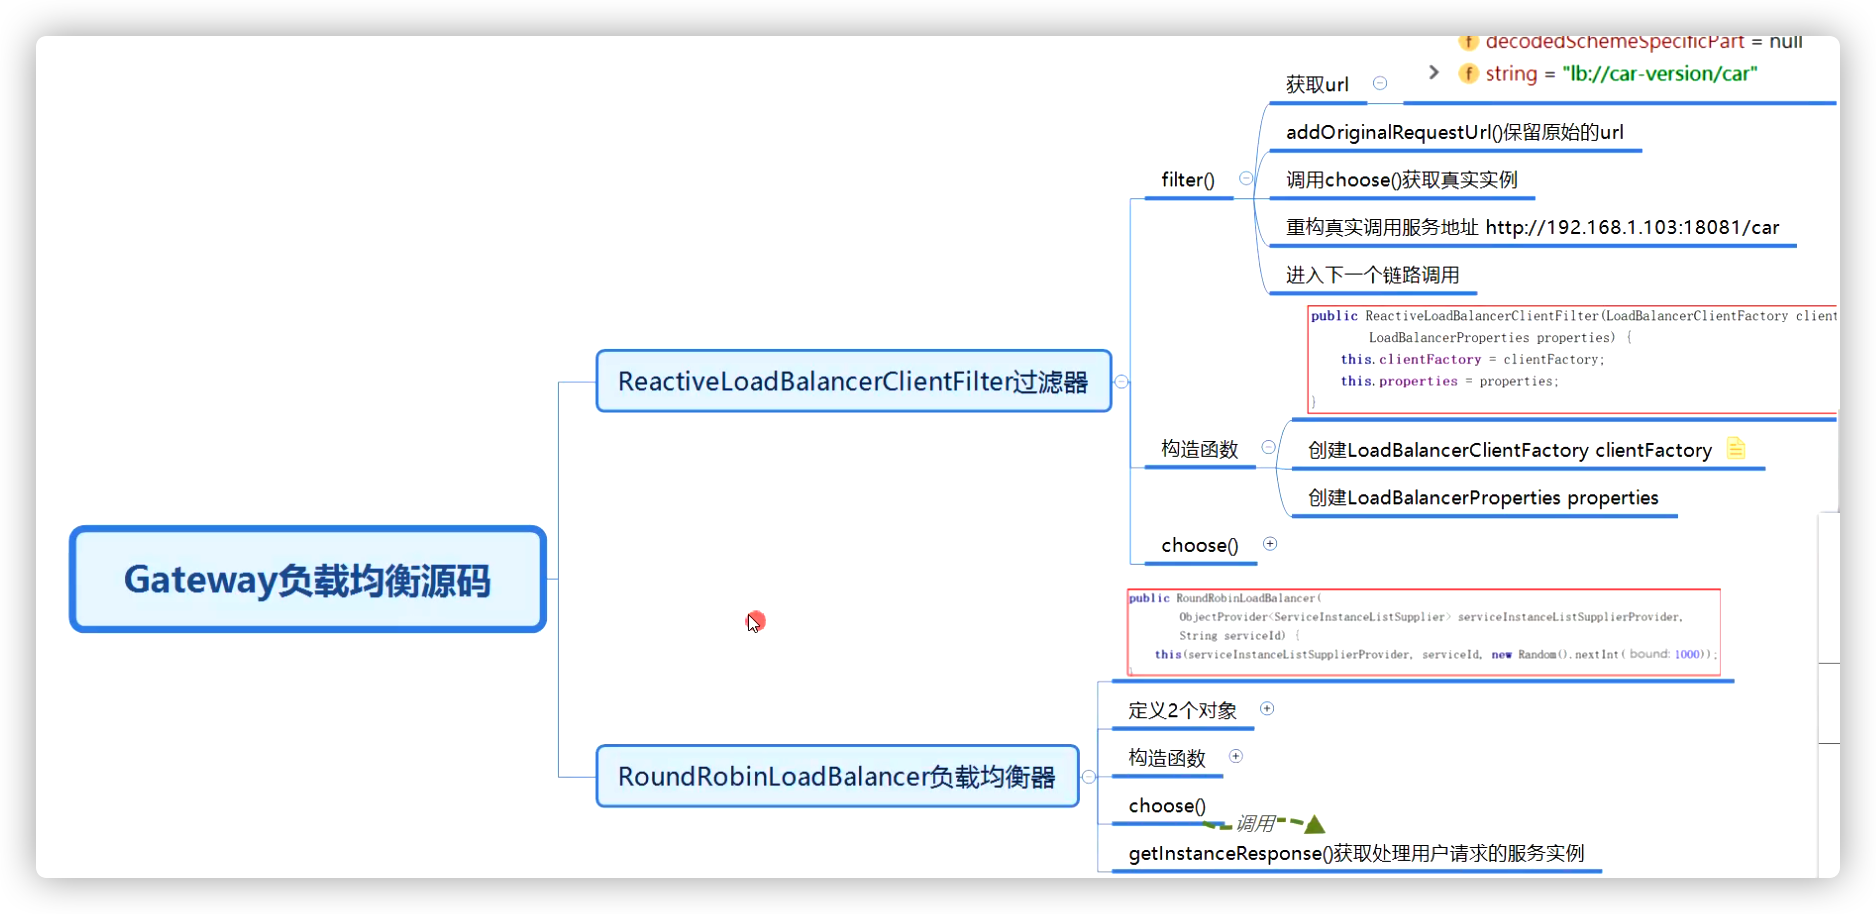 decodedSchemeSpecificPart = null
string = "lb://car-version/car"
获取url
addOriginalRequestUrl()保留原始的url
filter()
调用choose()获取真实实例
重构真实调用服务地址 http://192.168.1.103:18081/car
进入下一个链路调用
public ReactiveLoadBalancerClientFilter(LoadBalancerClientFactory client
LoadBalancerProperties properties) {
this.clientFactory = clientFactory;
this.properties = properties;
}
ReactiveLoadBalancerClientFilter过滤器
构造函数
创建LoadBalancerClientFactory clientFactory
创建LoadBalancerProperties properties
choose()
Gateway负载均衡源码
public RoundRobinLoadBalancer(
ObjectProvider<ServiceInstanceListSupplier> serviceInstanceListSupplierProvider,
String serviceId) {
this(serviceInstanceListSupplierProvider, serviceId, new Random().nextInt( bound: 1000));
}
定义2个对象
构造函数
RoundRobinLoadBalancer负载均衡器
choose()
调用
getInstanceResponse()获取处理用户请求的服务实例